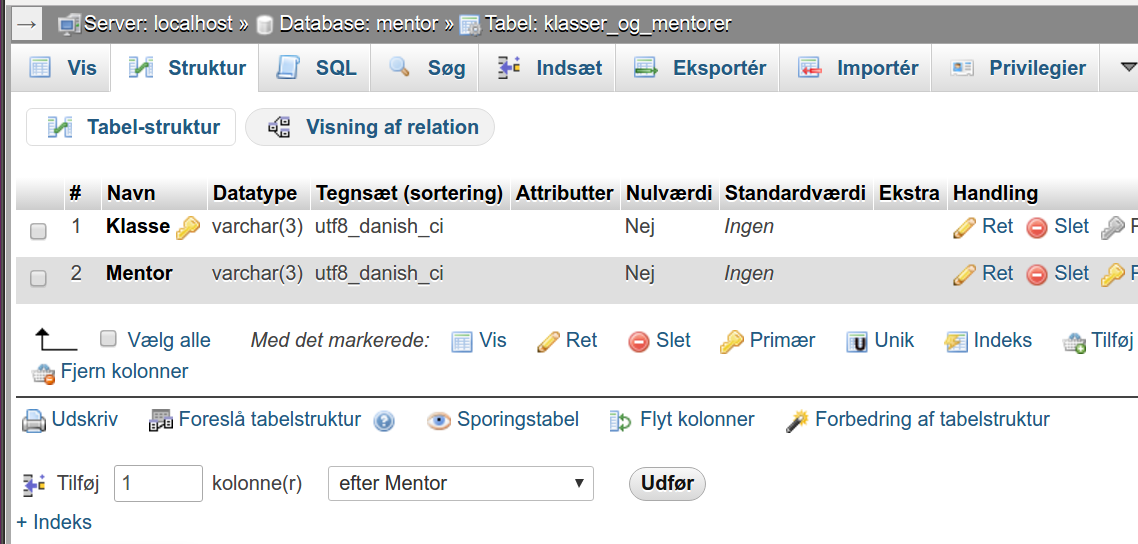 Server: localhost » Database: mentor » Tabel: klasser_og_mentorer
Vis Struktur SQL Søg Indsæt Eksportér Importér Privilegier
Tabel-struktur Visning af relation
# Navn Datatype Tegnsæt (sortering) Attributter Nulværdi Standardværdi Ekstra Handling
1 Klasse varchar(3) utf8_danish_ci Nej Ingen Ret Slet
2 Mentor varchar(3) utf8_danish_ci Nej Ingen Ret Slet
Vælg alle Med det markerede: Vis Ret Slet Primær Unik Indeks Tilføj
Fjern kolonner
Udskriv Foreslå tabelstruktur Sporingstabel Flyt kolonner Forbedring af tabelstruktur
Tilføj 1 kolonne(r) efter Mentor Udfør
+ Indeks